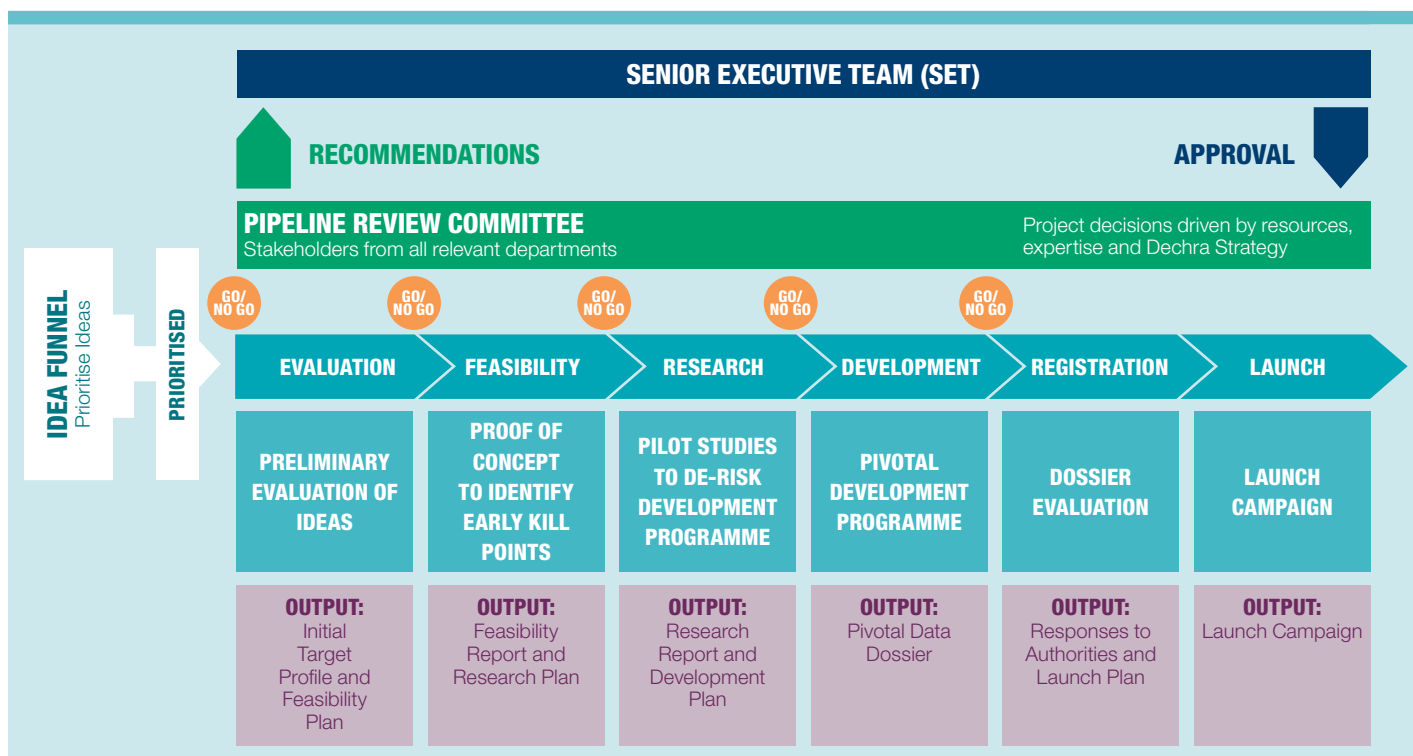 SENIOR EXECUTIVE TEAM (SET)
RECOMMENDATIONS
APPROVAL
PIPELINE REVIEW COMMITTEE
Stakeholders from all relevant departments
Project decisions driven by resources,
expertise and Dechra Strategy
IDEA FUNNEL
Prioritise Ideas
PRIORITISED
GO/
NO GO
GO/
NO GO
GO/
NO GO
GO/
NO GO
GO/
NO GO
EVALUATION
FEASIBILITY
RESEARCH
DEVELOPMENT
REGISTRATION
LAUNCH
PRELIMINARY
EVALUATION OF
IDEAS
PROOF OF
CONCEPT
TO IDENTIFY
EARLY KILL
POINTS
PILOT STUDIES
TO DE-RISK
DEVELOPMENT
PROGRAMME
PIVOTAL
DEVELOPMENT
PROGRAMME
DOSSIER
EVALUATION
LAUNCH
CAMPAIGN
OUTPUT:
Initial
Target
Profile and
Feasibility
Plan
OUTPUT:
Feasibility
Report and
Research Plan
OUTPUT:
Research
Report and
Development
Plan
OUTPUT:
Pivotal Data
Dossier
OUTPUT:
Responses to
Authorities and
Launch Plan
OUTPUT:
Launch Campaign